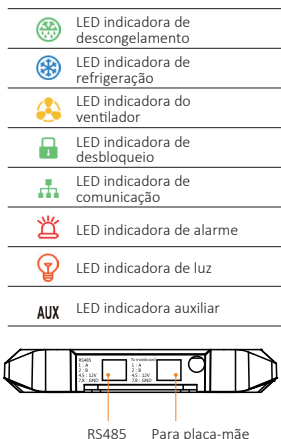 LED indicadora de
descongelamento
LED indicadora de
refrigeração
LED indicadora do
ventilador
LED indicadora de
desbloqueio
LED indicadora de
comunicação
LED indicadora de alarme
LED indicadora de luz
AUX LED indicadora auxiliar
RS485
1 : A
2 : B
4.5 : 12V
7.8 : GND
To mainboard
1 : A
2 : B
4.5 : 12V
7.8 : GND
RS485 Para placa-mãe